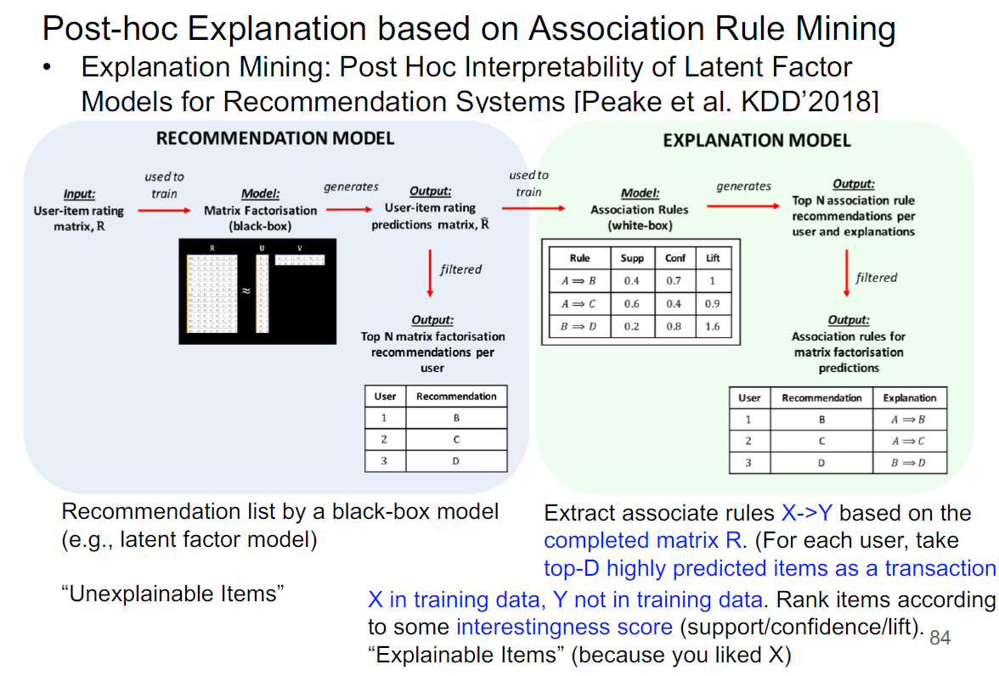 Post-hoc Explanation based on Association Rule Mining
• Explanation Mining: Post Hoc Interpretability of Latent Factor
Models for Recommendation Systems [Peake et al. KDD'2018]
RECOMMENDATION MODEL
Input:
User-item rating
matrix, R
used to
train
Model:
Matrix Factorisation
(black-box)
R U V
≈
generates
Output:
User-item rating
predictions matrix, R̂
filtered
Output:
Top N matrix factorisation
recommendations per
user
User Recommendation
1 B
2 C
3 D
used to
train
EXPLANATION MODEL
Model:
Association Rules
(white-box)
Rule Supp Conf Lift
A ⟹ B 0.4 0.7 1
A ⟹ C 0.6 0.4 0.9
B ⟹ D 0.2 0.8 1.6
generates
Output:
Top N association rule
recommendations per
user and explanations
filtered
Output:
Association rules for
matrix factorisation
predictions
User Recommendation Explanation
1 B A ⟹ B
2 C A ⟹ C
3 D B ⟹ D
Recommendation list by a black-box model
(e.g., latent factor model)
"Unexplainable Items"
Extract associate rules X->Y based on the
completed matrix R. (For each user, take
top-D highly predicted items as a transaction
X in training data, Y not in training data. Rank items according
to some interestingness score (support/confidence/lift).
"Explainable Items" (because you liked X)
84